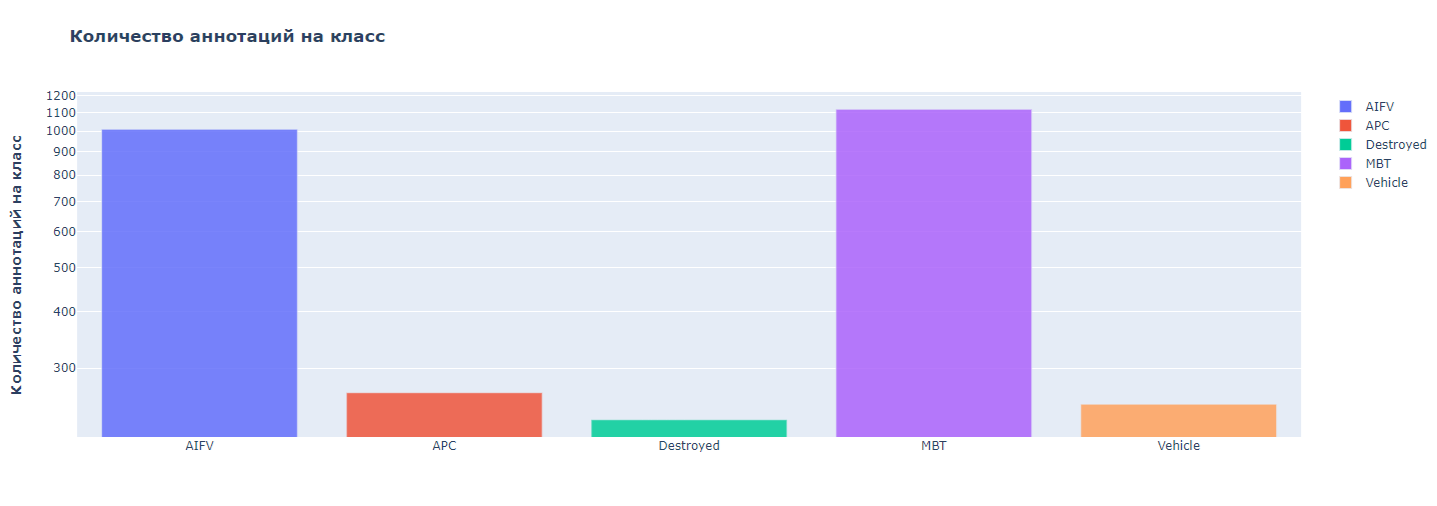 Количество аннотаций на класс
Количество аннотаций на класс
1200
1100
1000
900
800
700
600
500
400
300
AIFV
APC
Destroyed
MBT
Vehicle
AIFV
APC
Destroyed
MBT
Vehicle